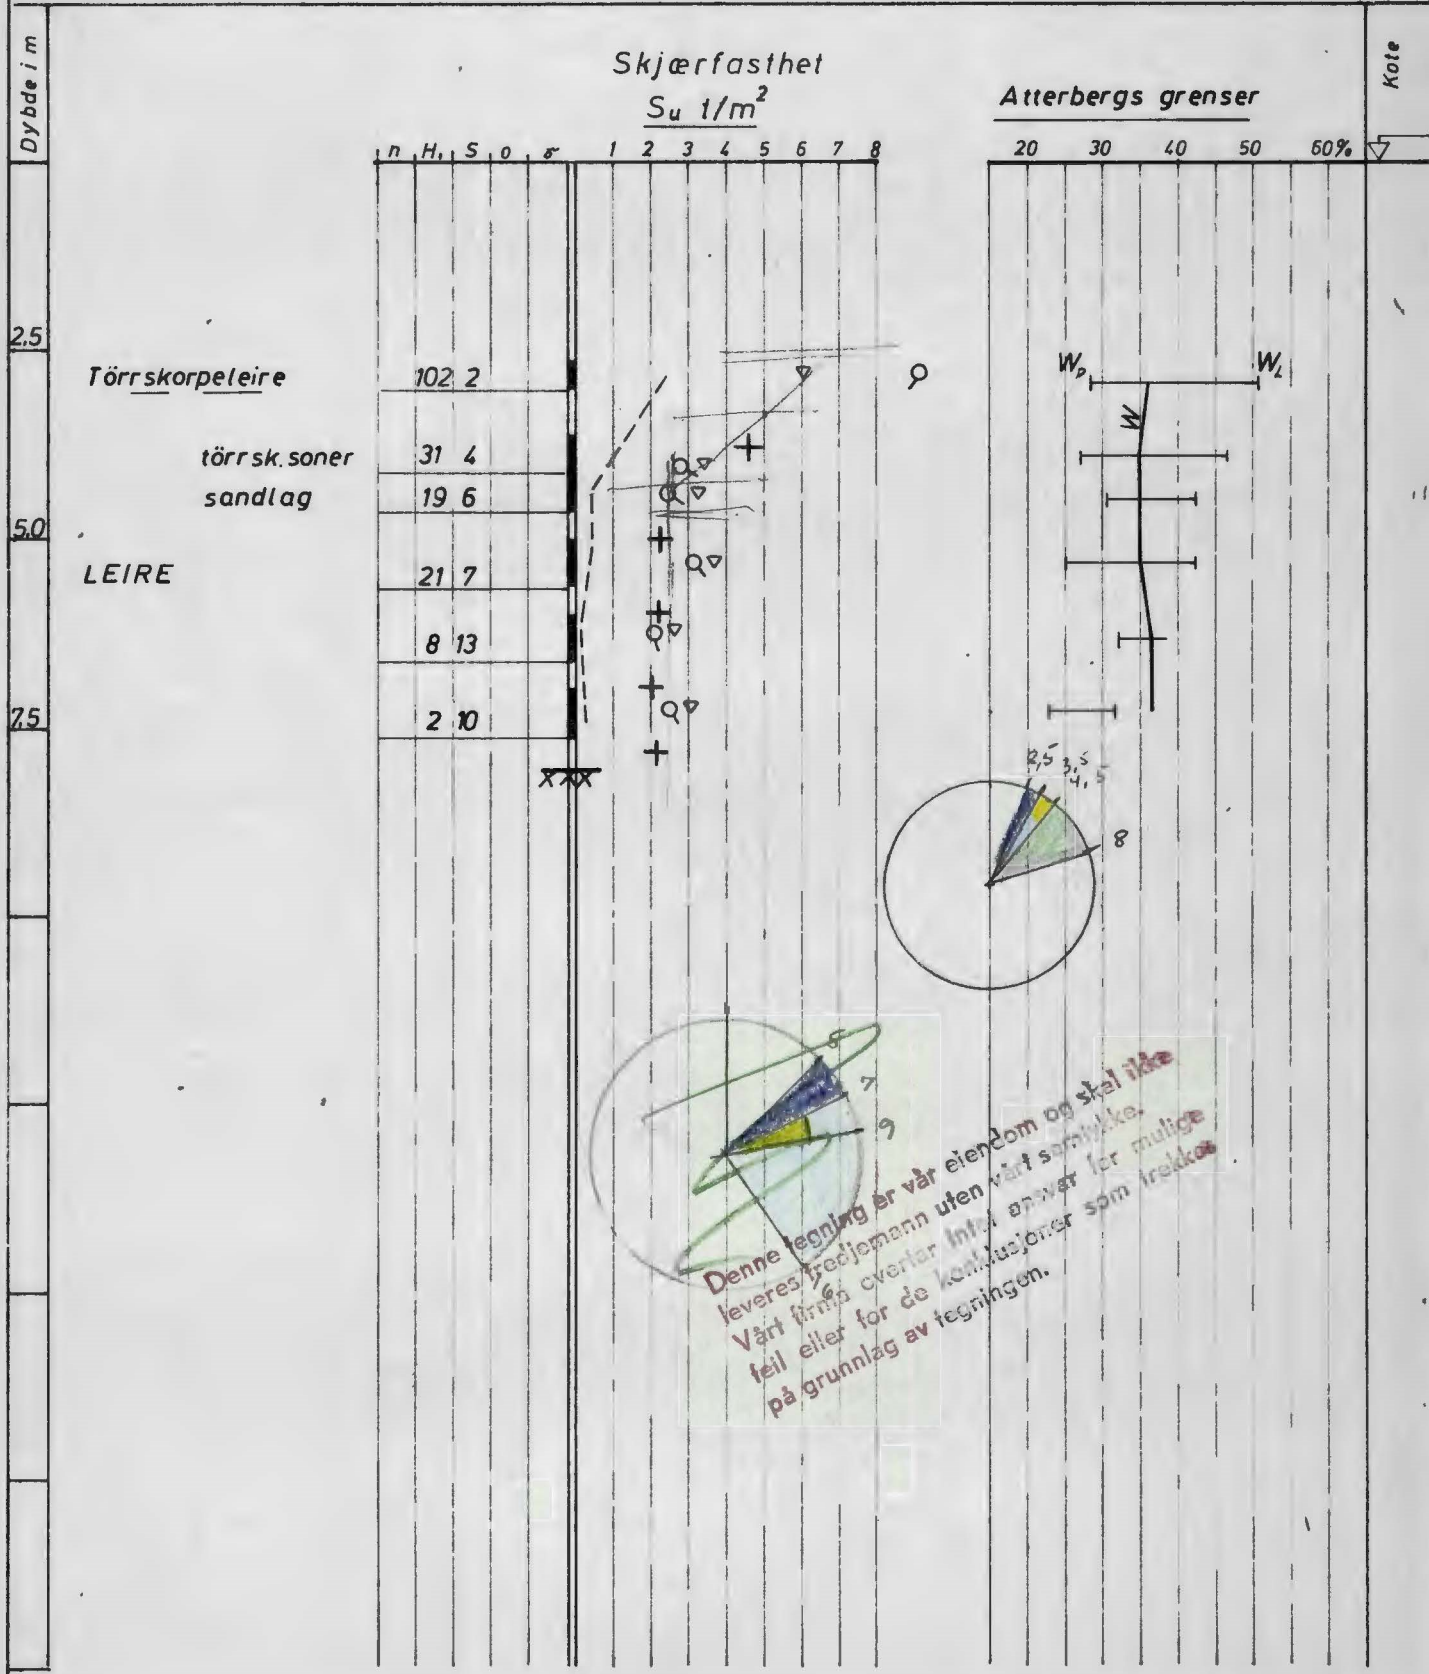 Dybde i m
Skjærfasthet
Su t/m²
Atterbergs grenser
Kote
n H₁ S o γ
1 2 3 4 5 6 7 8
20 30 40 50 60%
2,5
Törrskorpeleire 102 2
Wp WL
W
törrsk. soner 31 4
sandlag 19 6
5,0
LEIRE 21 7
8 13
7,5
2 10
xxx
2,5 3,5
4,5
8
5
7
9
16
Denne tegning er vår eiendom og skal ikke
leveres tredjemann uten vårt samtykke.
Vårt firma overtar intet ansvar for mulige
feil eller for de konklusjoner som trekkes
på grunnlag av tegningen.